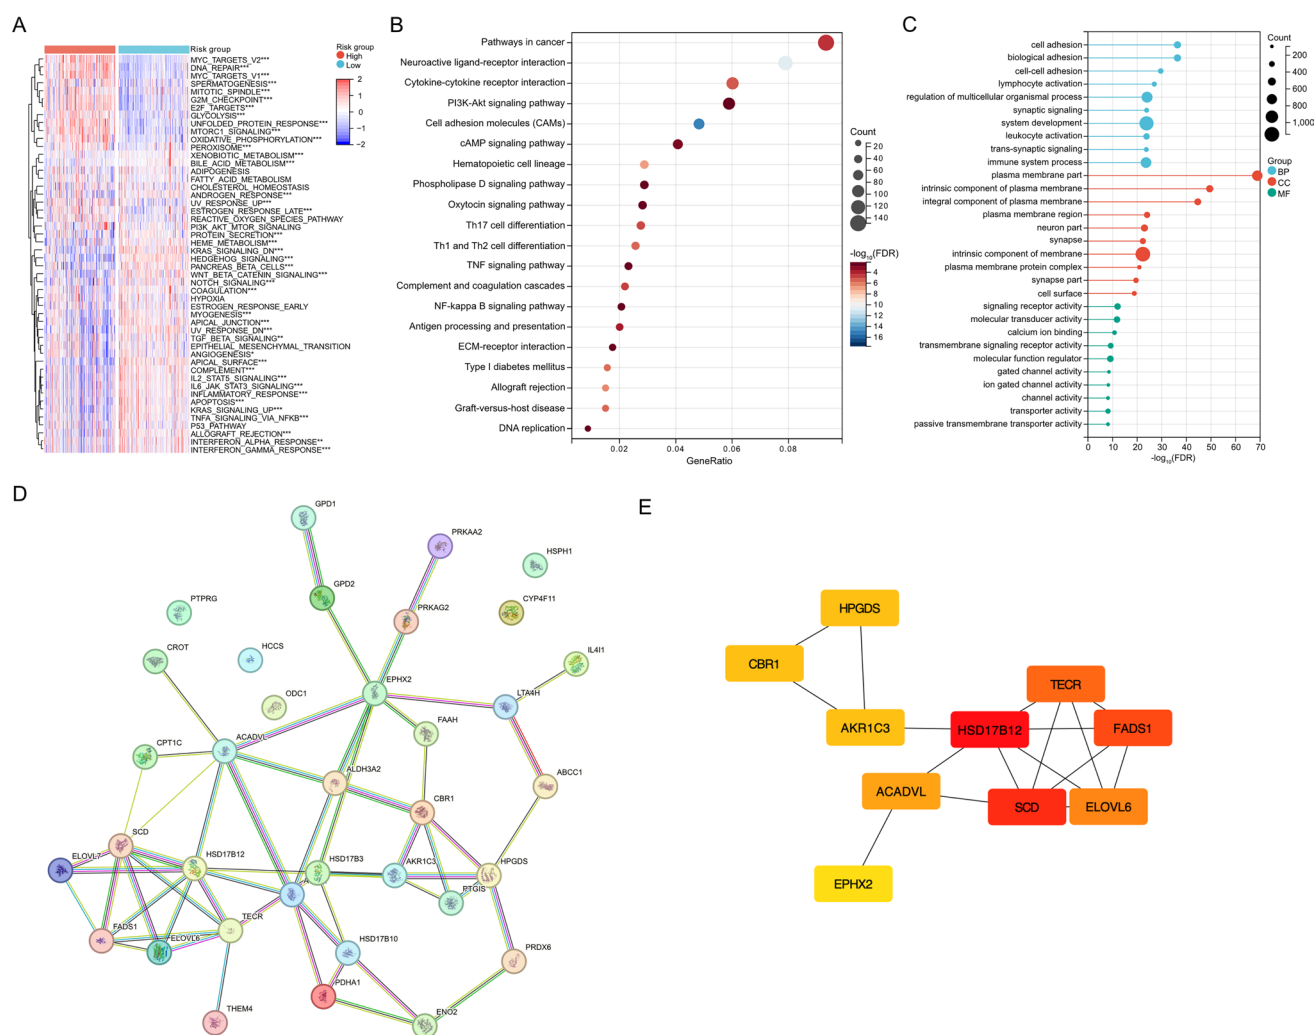 A
Risk group
Risk group
High
Low
2
1
0
−1
−2
MYC_TARGETS_V2***
DNA_REPAIR***
MYC_TARGETS_V1***
SPERMATOGENESIS***
MITOTIC_SPINDLE***
G2M_CHECKPOINT***
E2F_TARGETS***
GLYCOLYSIS***
UNFOLDED_PROTEIN_RESPONSE***
MTORC1_SIGNALING***
OXIDATIVE_PHOSPHORYLATION***
PEROXISOME***
XENOBIOTIC_METABOLISM***
BILE_ACID_METABOLISM***
ADIPOGENESIS
FATTY_ACID_METABOLISM
CHOLESTEROL_HOMEOSTASIS
ANDROGEN_RESPONSE***
UV_RESPONSE_UP***
ESTROGEN_RESPONSE_LATE***
REACTIVE_OXYGEN_SPECIES_PATHWAY
PI3K_AKT_MTOR_SIGNALING
PROTEIN_SECRETION***
HEME_METABOLISM***
KRAS_SIGNALING_DN***
HEDGEHOG_SIGNALING***
PANCREAS_BETA_CELLS***
WNT_BETA_CATENIN_SIGNALING***
NOTCH_SIGNALING***
COAGULATION***
HYPOXIA
ESTROGEN_RESPONSE_EARLY
MYOGENESIS***
APICAL_JUNCTION***
UV_RESPONSE_DN***
TGF_BETA_SIGNALING**
EPITHELIAL_MESENCHYMAL_TRANSITION
ANGIOGENESIS*
APICAL_SURFACE***
COMPLEMENT***
IL2_STAT5_SIGNALING***
IL6_JAK_STAT3_SIGNALING***
INFLAMMATORY_RESPONSE***
APOPTOSIS***
KRAS_SIGNALING_UP***
TNFA_SIGNALING_VIA_NFKB***
P53_PATHWAY
ALLOGRAFT_REJECTION***
INTERFERON_ALPHA_RESPONSE**
INTERFERON_GAMMA_RESPONSE***
B
Pathways in cancer
Neuroactive ligand-receptor interaction
Cytokine-cytokine receptor interaction
PI3K-Akt signaling pathway
Cell adhesion molecules (CAMs)
cAMP signaling pathway
Hematopoietic cell lineage
Phospholipase D signaling pathway
Oxytocin signaling pathway
Th17 cell differentiation
Th1 and Th2 cell differentiation
TNF signaling pathway
Complement and coagulation cascades
NF-kappa B signaling pathway
Antigen processing and presentation
ECM-receptor interaction
Type I diabetes mellitus
Allograft rejection
Graft-versus-host disease
DNA replication
0.02 0.04 0.06 0.08
GeneRatio
Count
20
40
60
80
100
120
140
-log10(FDR)
4
6
8
10
12
14
16
C
cell adhesion
biological adhesion
cell-cell adhesion
lymphocyte activation
regulation of multicellular organismal process
synaptic signaling
system development
leukocyte activation
trans-synaptic signaling
immune system process
plasma membrane part
intrinsic component of plasma membrane
integral component of plasma membrane
plasma membrane region
neuron part
synapse
intrinsic component of membrane
plasma membrane protein complex
synapse part
cell surface
signaling receptor activity
molecular transducer activity
calcium ion binding
transmembrane signaling receptor activity
molecular function regulator
gated channel activity
ion gated channel activity
channel activity
transporter activity
passive transmembrane transporter activity
0 10 20 30 40 50 60 70
-log10(FDR)
Count
200
400
600
800
1,000
Group
BP
CC
MF
D
GPD1
PRKAA2
HSPH1
GPD2
CYP4F11
PTPRG
PRKAG2
CROT
HCCS
IL4I1
EPHX2
ODC1
LTA4H
FAAH
ACADVL
CPT1C
ALDH3A2
ABCC1
CBR1
SCD
HSD17B12
HSD17B3
AKR1C3
HPGDS
ELOVL7
PTGIS
TECR
FADS1
ELOVL6
HSD17B10
PRDX6
PDHA1
THEM4
ENO2
E
HPGDS
CBR1
TECR
AKR1C3
HSD17B12
FADS1
ACADVL
SCD
ELOVL6
EPHX2